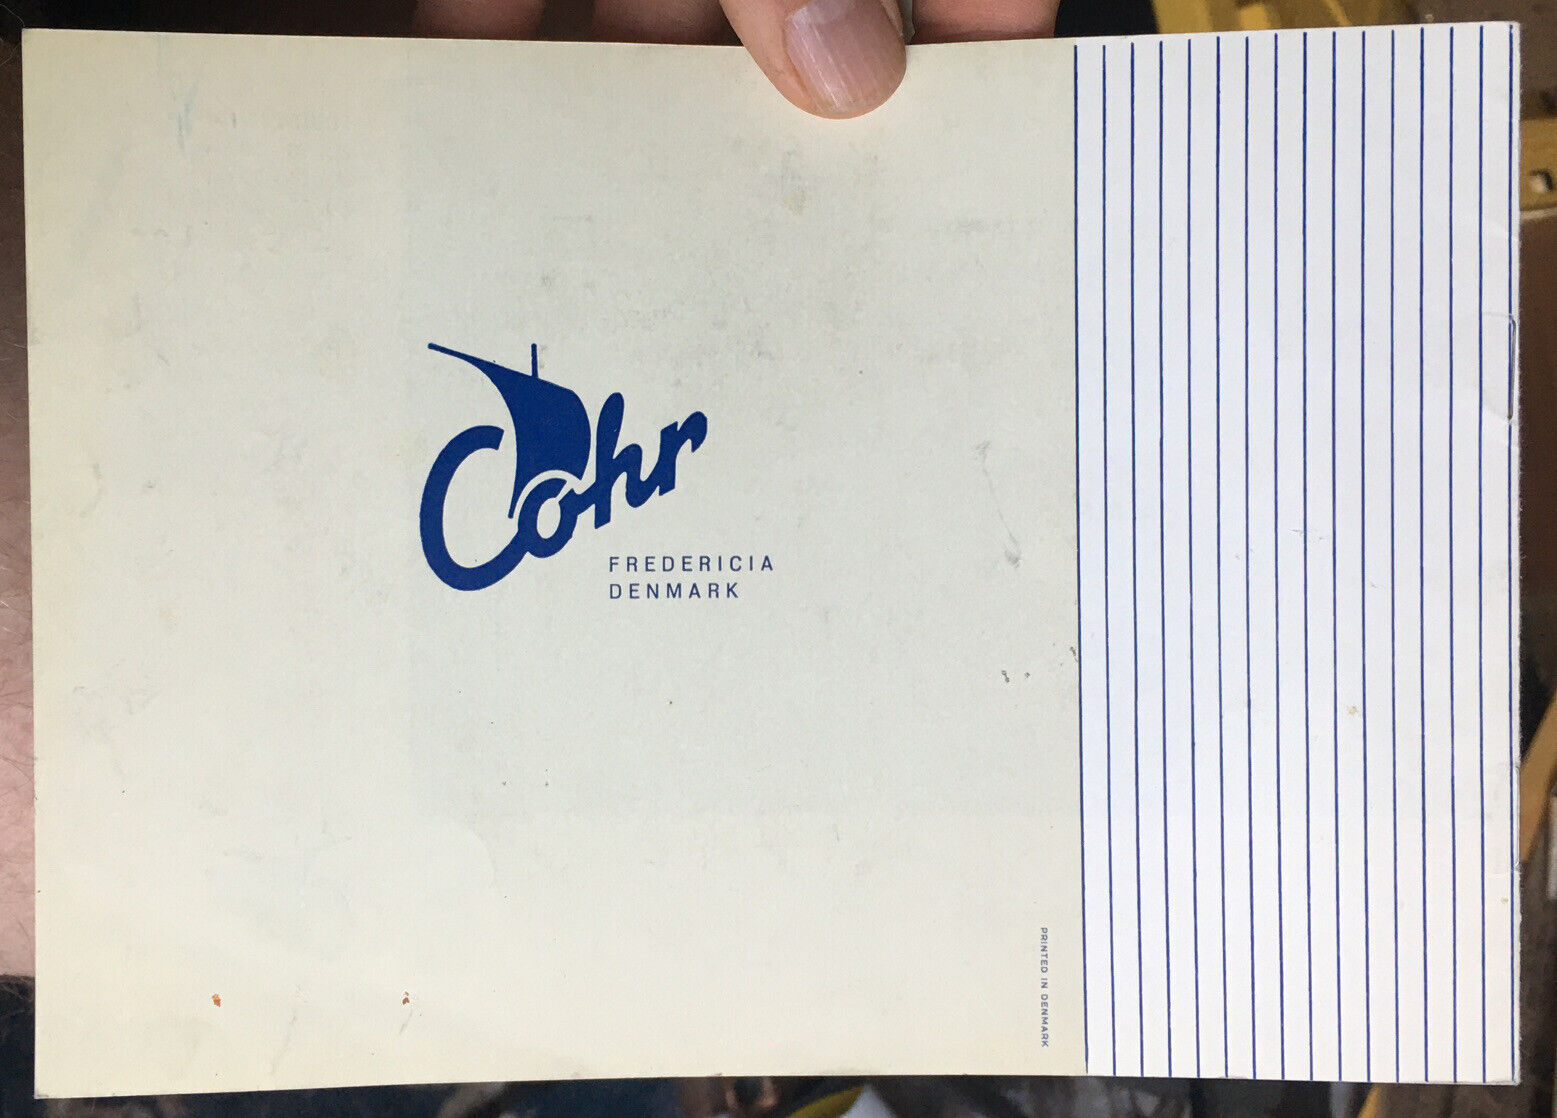 Cohr
FREDERICIA
DENMARK
PRINTED IN DENMARK